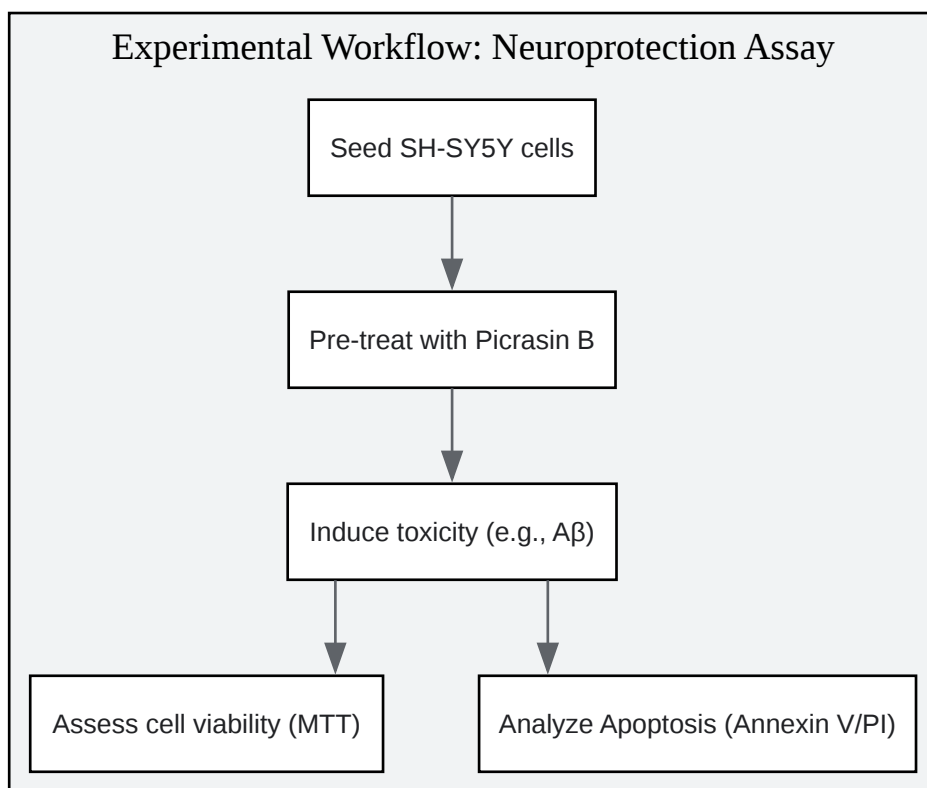 Experimental Workflow: Neuroprotection Assay
Seed SH-SY5Y cells
Pre-treat with Picrasin B
Induce toxicity (e.g., Aβ)
Assess cell viability (MTT)
Analyze Apoptosis (Annexin V/PI)